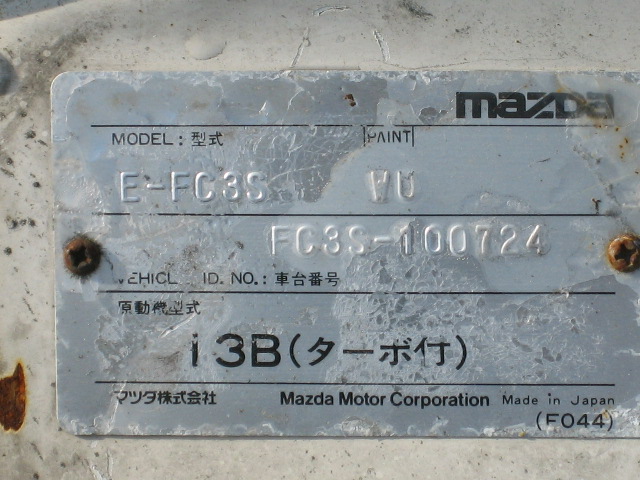 mazda
MODEL: 型式 PAINT
E-FC3S WU
FC3S-100724
VEHICL ID. NO.: 車台番号
原動機型式
13B(ターボ付)
マツダ株式会社 Mazda Motor Corporation Made in Japan
(F044)